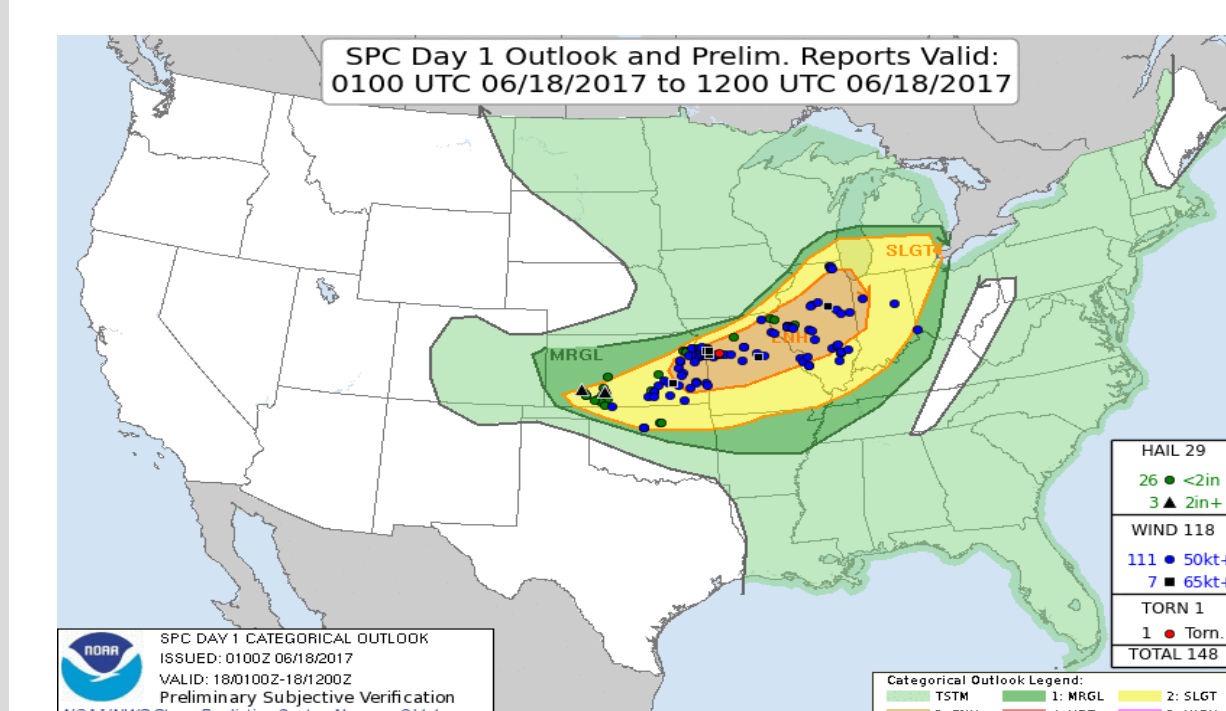 SPC Day 1 Outlook and Prelim. Reports Valid:
0100 UTC 06/18/2017 to 1200 UTC 06/18/2017
SLGT
ENH
MRGL
HAIL 29
26 <2in
3 2in+
WIND 118
111 50kt+
7 65kt+
TORN 1
1 Torn.
TOTAL 148
NOAA
SPC DAY 1 CATEGORICAL OUTLOOK
ISSUED: 0100Z 06/18/2017
VALID: 18/0100Z-18/1200Z
Preliminary Subjective Verification
Categorical Outlook Legend:
TSTM 1: MRGL 2: SLGT